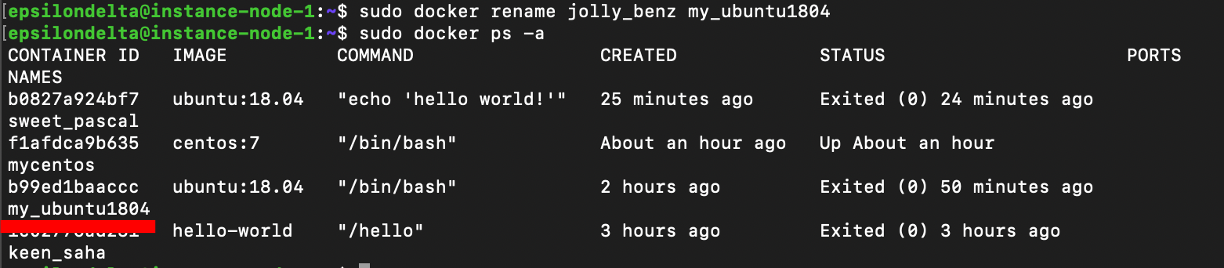 [epsilondelta@instance-node-1:~$ sudo docker rename jolly_benz my_ubuntu1804
[epsilondelta@instance-node-1:~$ sudo docker ps -a
CONTAINER ID IMAGE COMMAND CREATED STATUS PORTS
NAMES
b0827a924bf7 ubuntu:18.04 "echo 'hello world!'" 25 minutes ago Exited (0) 24 minutes ago
sweet_pascal
f1afdca9b635 centos:7 "/bin/bash" About an hour ago Up About an hour
mycentos
b99ed1baaccc ubuntu:18.04 "/bin/bash" 2 hours ago Exited (0) 50 minutes ago
my_ubuntu1804
hello-world "/hello" 3 hours ago Exited (0) 3 hours ago
keen_saha